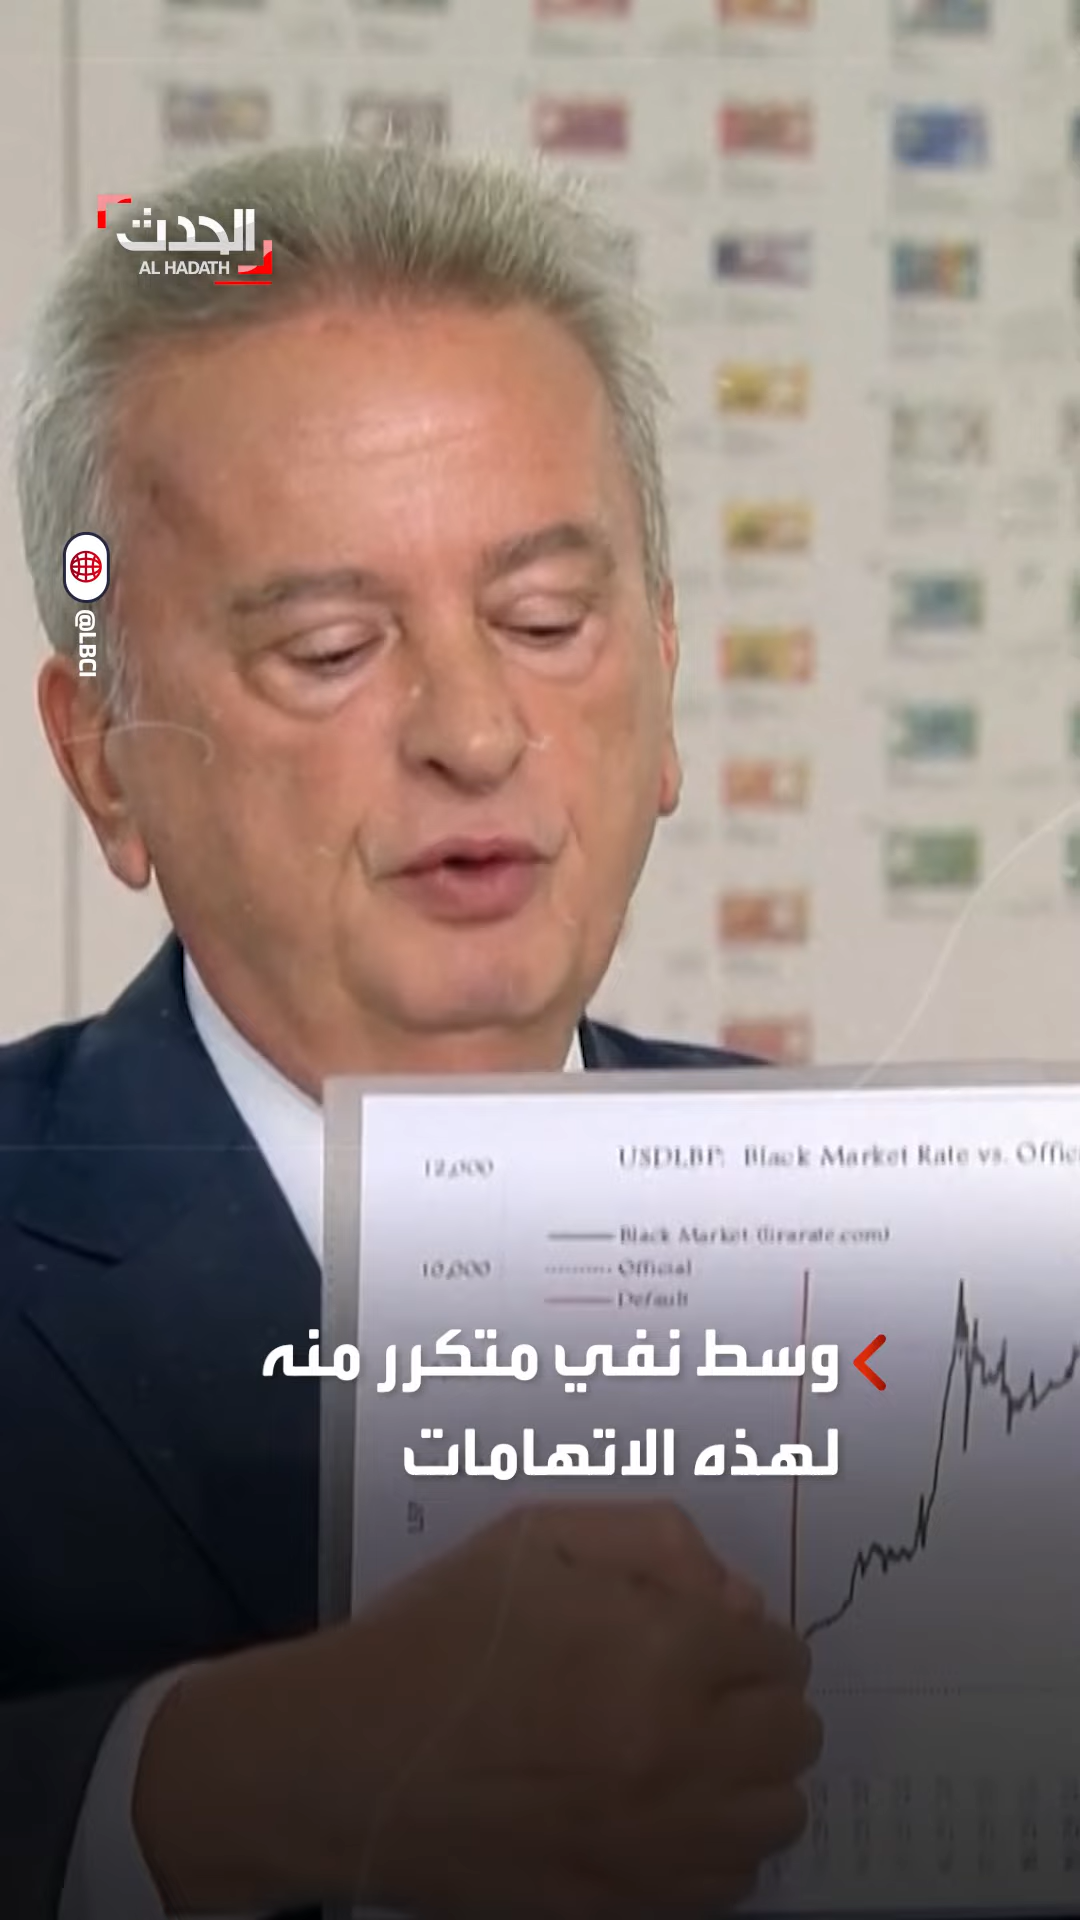 الحدث
AL HADATH
@LBCI
12,000
USDLBP: Black Market Rate vs.
Black Market (lirarate.com)
10,000
Official
Default
وسط نفي متكرر منه
لهذه الاتهامات